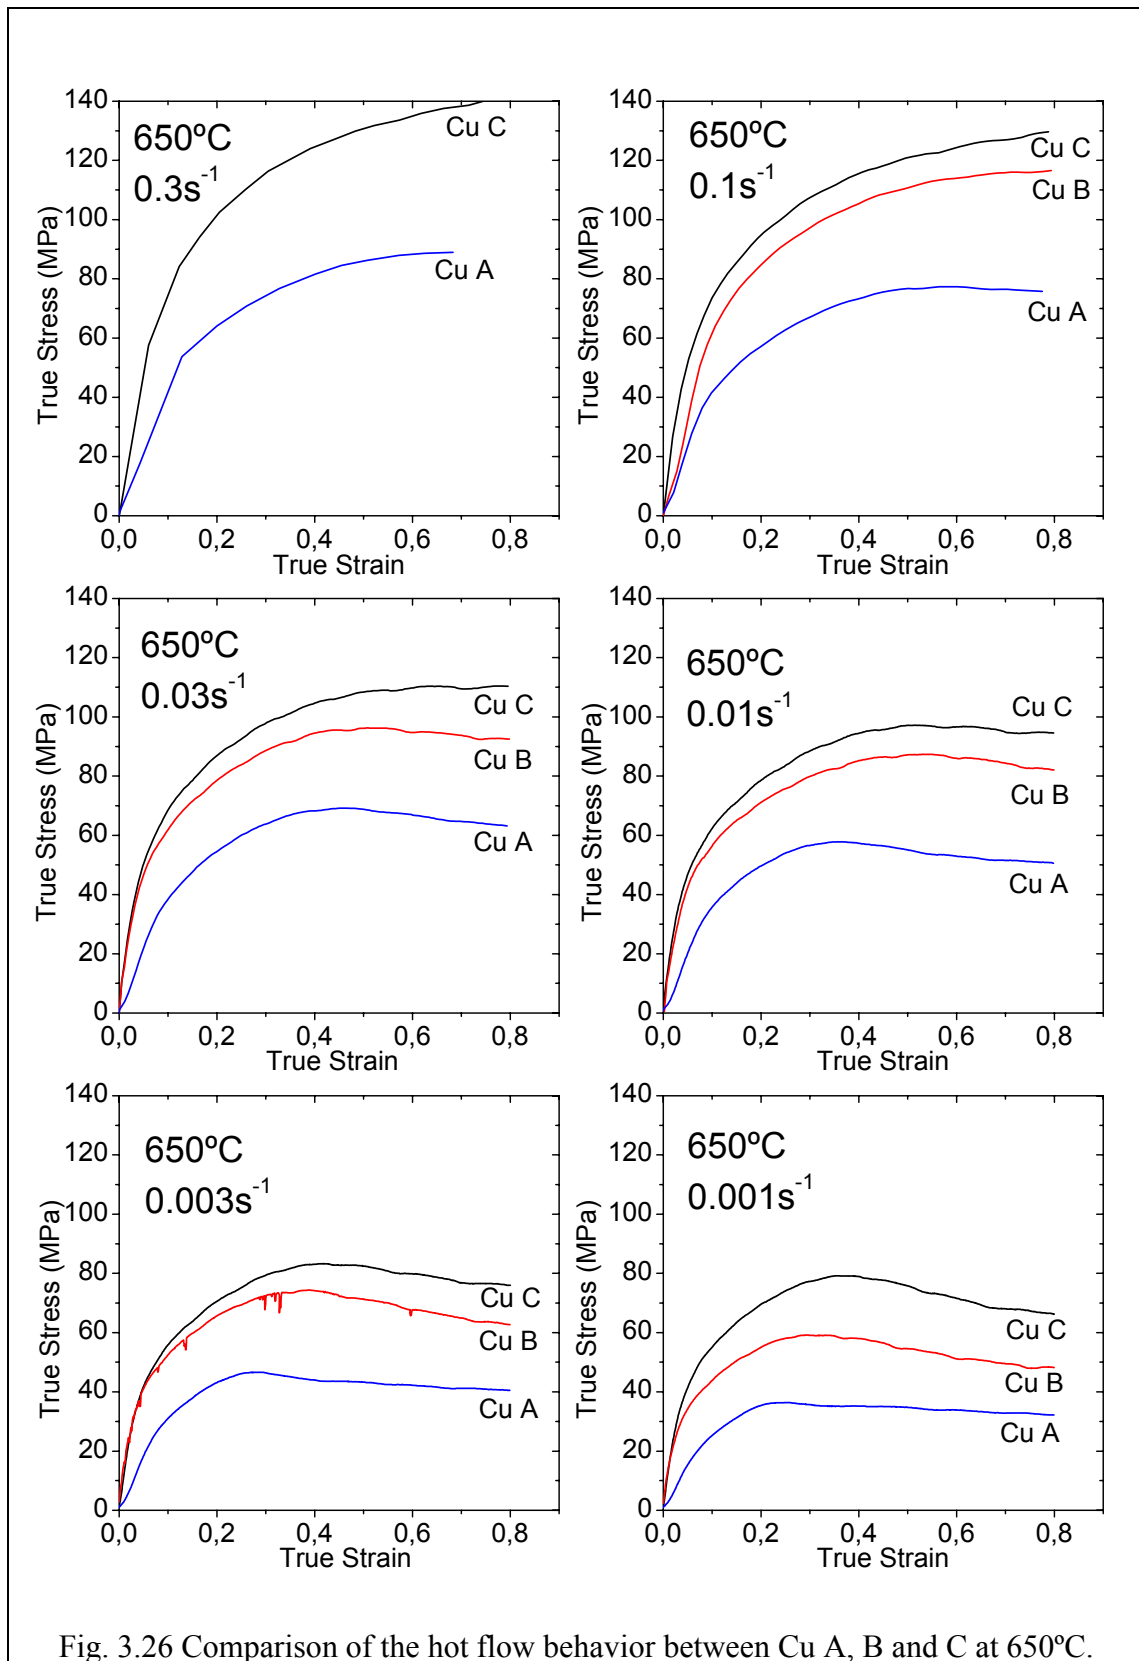 140
120
100
80
60
40
20
0
True Stress (MPa)
650ºC
0.3s-1
Cu C
Cu A
0,0 0,2 0,4 0,6 0,8
True Strain
140
120
100
80
60
40
20
0
True Stress (MPa)
650ºC
0.1s-1
Cu C
Cu B
Cu A
0,0 0,2 0,4 0,6 0,8
True Strain
140
120
100
80
60
40
20
0
True Stress (MPa)
650ºC
0.03s-1
Cu C
Cu B
Cu A
0,0 0,2 0,4 0,6 0,8
True Strain
140
120
100
80
60
40
20
0
True Stress (MPa)
650ºC
0.01s-1
Cu C
Cu B
Cu A
0,0 0,2 0,4 0,6 0,8
True Strain
140
120
100
80
60
40
20
0
True Stress (MPa)
650ºC
0.003s-1
Cu C
Cu B
Cu A
0,0 0,2 0,4 0,6 0,8
True Strain
140
120
100
80
60
40
20
0
True Stress (MPa)
650ºC
0.001s-1
Cu C
Cu B
Cu A
0,0 0,2 0,4 0,6 0,8
True Strain
Fig. 3.26 Comparison of the hot flow behavior between Cu A, B and C at 650ºC.